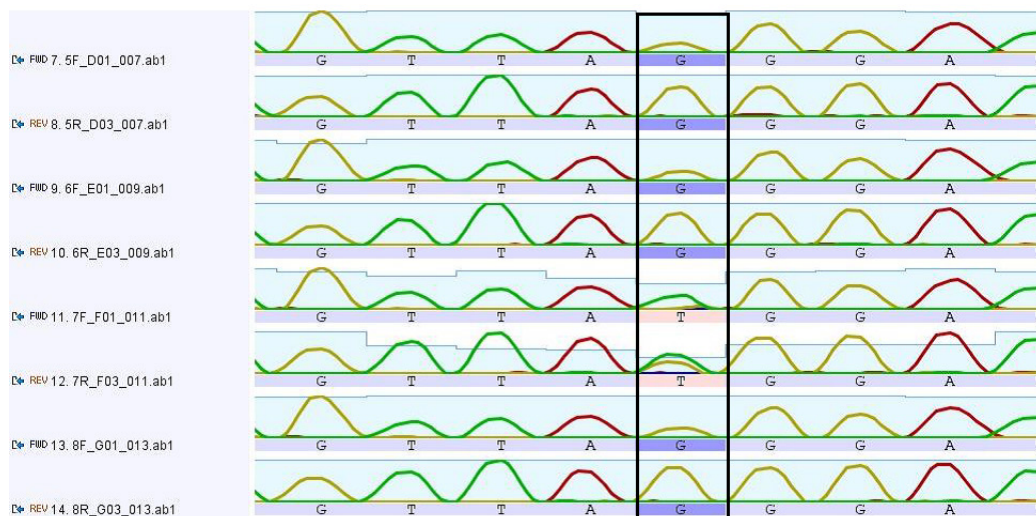 FWD 7. 5F_D01_007.ab1 G T T A G G G A
REV 8. 5R_D03_007.ab1 G T T A G G G A
FWD 9. 6F_E01_009.ab1 G T T A G G G A
REV 10. 6R_E03_009.ab1 G T T A G G G A
FWD 11. 7F_F01_011.ab1 G T T A T G G A
REV 12. 7R_F03_011.ab1 G T T A T G G A
FWD 13. 8F_G01_013.ab1 G T T A G G G A
REV 14. 8R_G03_013.ab1 G T T A G G G A